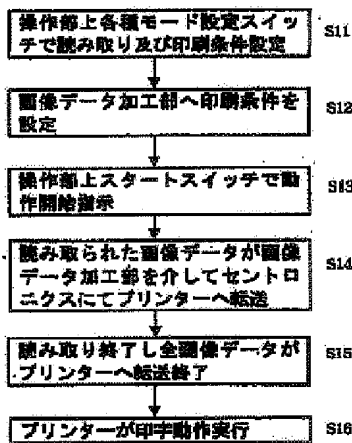 操作部上各種モード設定スイッ
チで読み取り及び印刷条件設定
S11
画像データ加工部へ印刷条件を
設定
S12
操作部上スタートスイッチで動
作開始指示
S13
読み取られた画像データが画像
データ加工部を介してセントロ
ニクスにてプリンターへ転送
S14
読み取り終了し全画像データが
プリンターへ転送終了
S15
プリンターが印字動作実行
S16